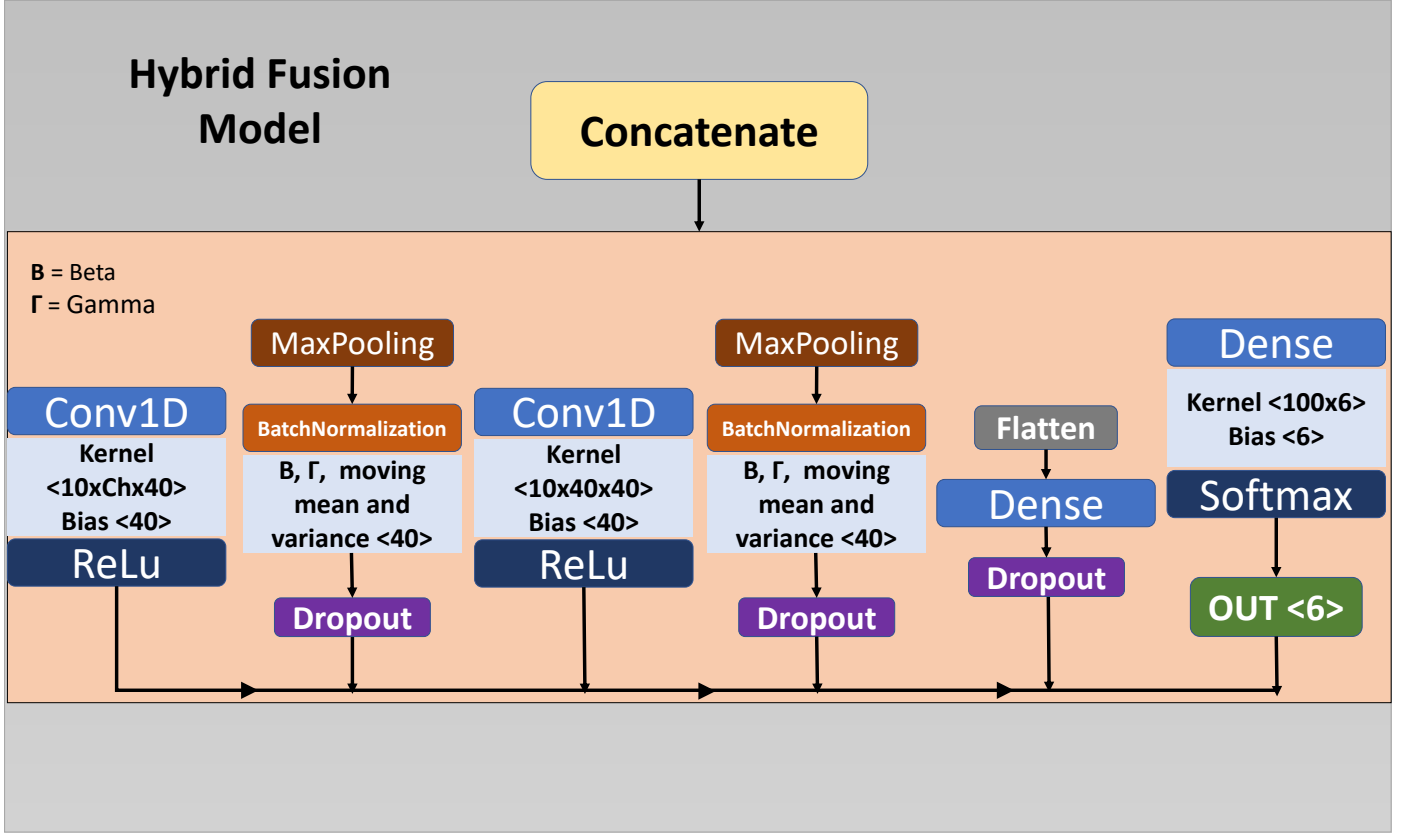 Hybrid Fusion
Model
Concatenate
B = Beta
Γ = Gamma
Conv1D
Kernel
<10xChx40>
Bias <40>
ReLu
MaxPooling
BatchNormalization
B, Γ, moving
mean and
variance <40>
Dropout
Conv1D
Kernel
<10x40x40>
Bias <40>
ReLu
MaxPooling
BatchNormalization
B, Γ, moving
mean and
variance <40>
Dropout
Flatten
Dense
Dropout
Dense
Kernel <100x6>
Bias <6>
Softmax
OUT <6>